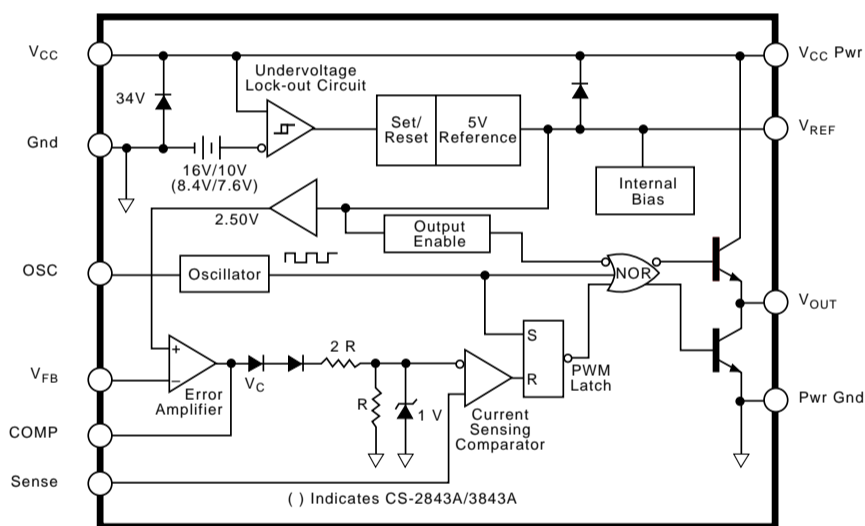 VCC
VCC Pwr
Undervoltage
Lock-out Circuit
34V
Set/
Reset
5V
Reference
Gnd
VREF
16V/10V
(8.4V/7.6V)
Internal
Bias
2.50V
Output
Enable
OSC
Oscillator
NOR
VOUT
S
2 R
+
–
VC
R
PWM
Latch
VFB
Error
Amplifier
R
1 V
Current
Sensing
Comparator
Pwr Gnd
COMP
Sense
( ) Indicates CS-2843A/3843A